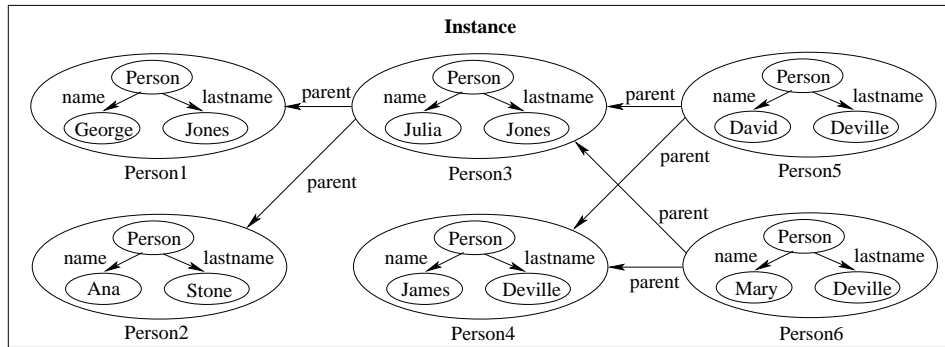 Instance
Person
name
lastname
George
Jones
Person1
parent
Person
name
lastname
Julia
Jones
Person3
parent
Person
name
lastname
David
Deville
Person5
parent
parent
parent
Person
name
lastname
Ana
Stone
Person2
Person
name
lastname
James
Deville
Person4
parent
Person
name
lastname
Mary
Deville
Person6